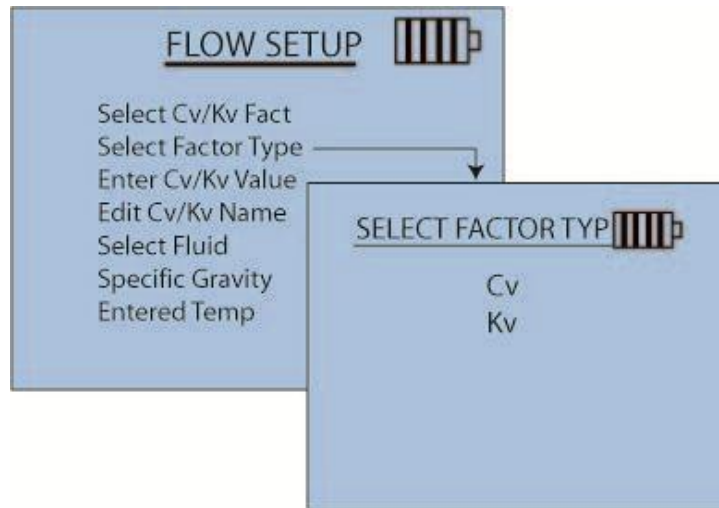 FLOW SETUP
Select Cv/Kv Fact
Select Factor Type
Enter Cv/Kv Value
Edit Cv/Kv Name
Select Fluid
Specific Gravity
Entered Temp
SELECT FACTOR TYP
Cv
Kv